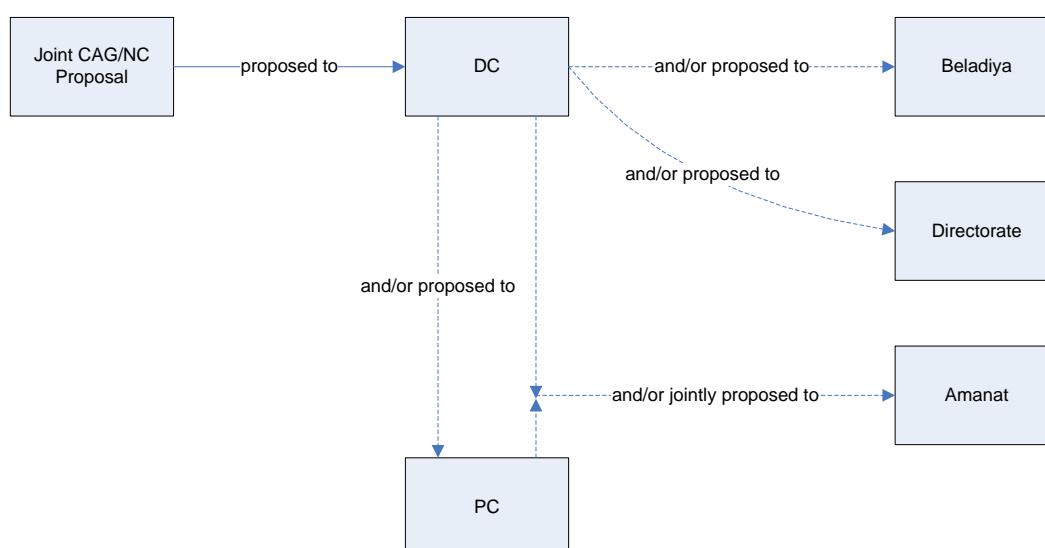 Joint CAG/NC
Proposal
proposed to
DC
and/or proposed to
Beladiya
and/or proposed to
Directorate
and/or proposed to
and/or jointly proposed to
Amanat
PC